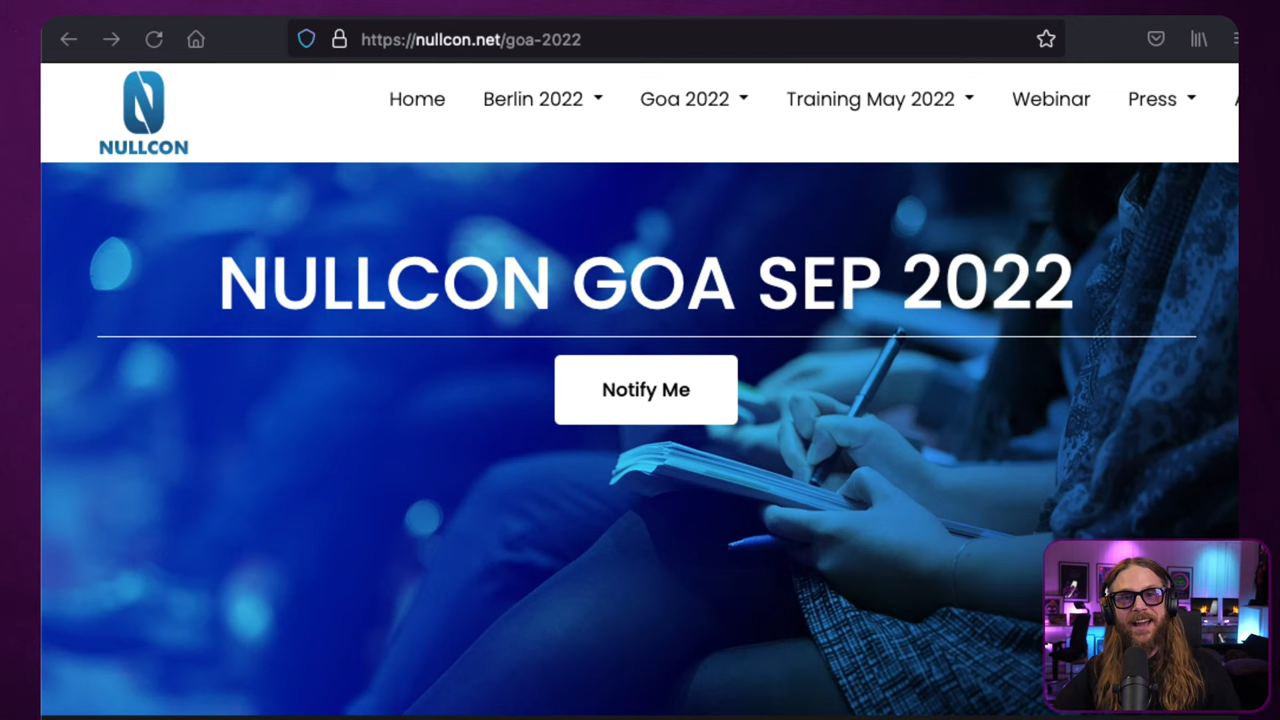 https://nullcon.net/goa-2022
NULLCON
Home
Berlin 2022
Goa 2022
Training May 2022
Webinar
Press
NULLCON GOA SEP 2022
Notify Me